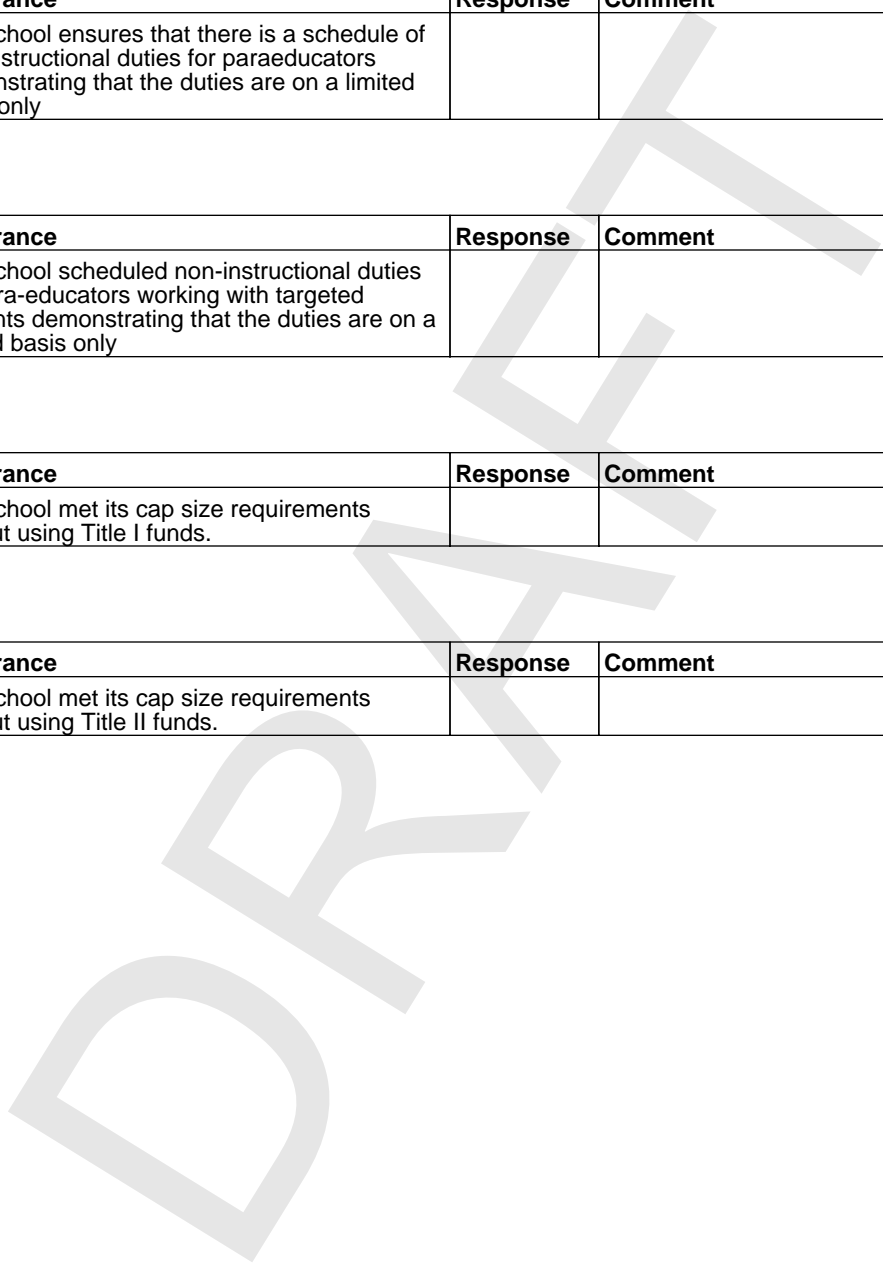 rance Response Comment
chool ensures that there is a schedule of
structional duties for paraeducators
nstrating that the duties are on a limited
only
rance Response Comment
chool scheduled non-instructional duties
ra-educators working with targeted
nts demonstrating that the duties are on a
d basis only
rance Response Comment
chool met its cap size requirements
ut using Title I funds.
rance Response Comment
chool met its cap size requirements
ut using Title II funds.
DRAFT